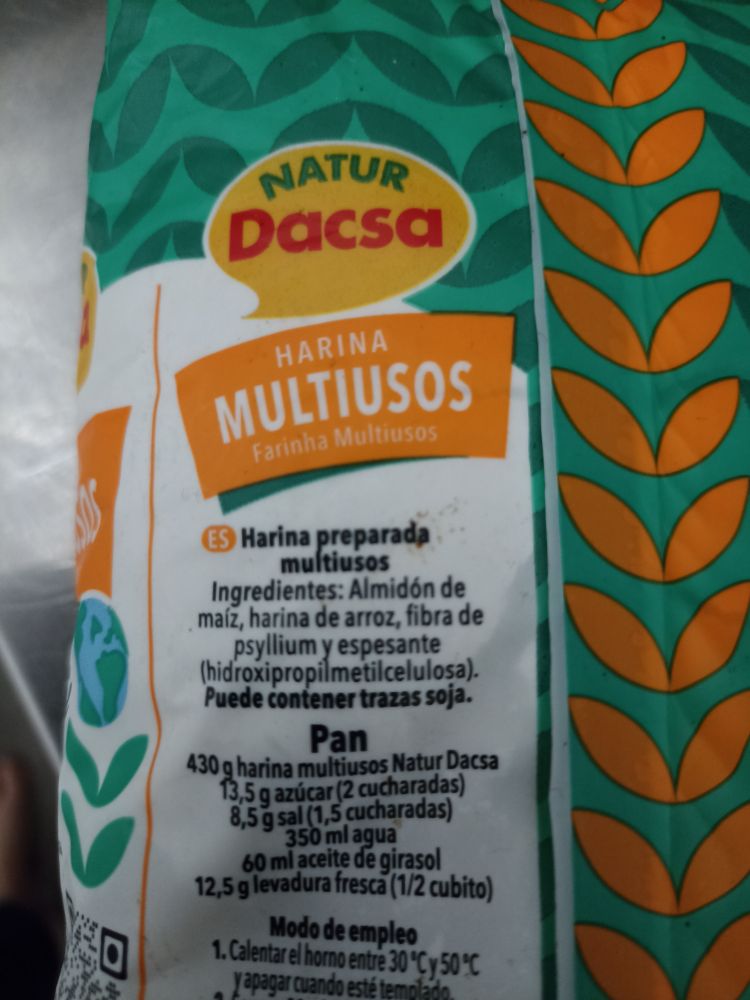 NATUR
Dacsa
HARINA
MULTIUSOS
Farinha Multiusos
ES Harina preparada
multiusos
Ingredientes: Almidón de
maíz, harina de arroz, fibra de
psyllium y espesante
(hidroxipropilmetilcelulosa).
Puede contener trazas soja.
Pan
430 g harina multiusos Natur Dacsa
13,5 g azúcar (2 cucharadas)
8,5 g sal (1,5 cucharadas)
350 ml agua
60 ml aceite de girasol
12,5 g levadura fresca (1/2 cubito)
Modo de empleo
1. Calentar el horno entre 30 °C y 50 °C
y apagar cuando esté templado.